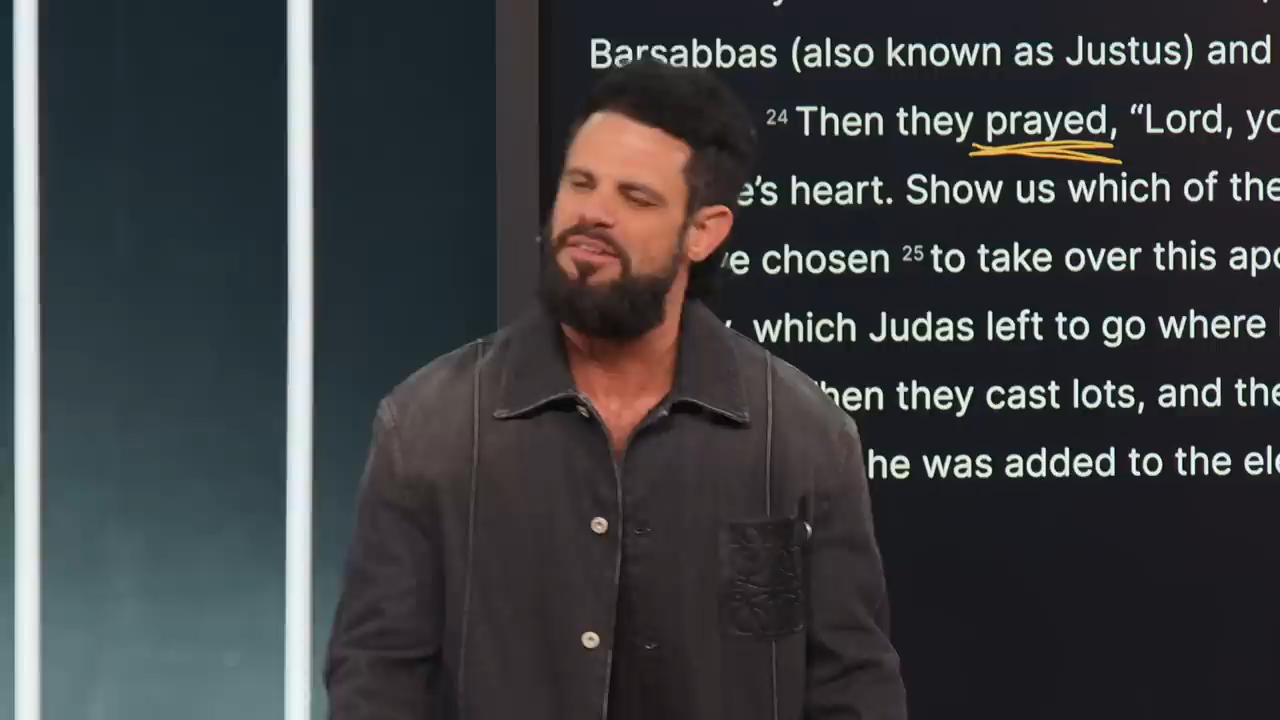 Barsabbas (also known as Justus) and
24 Then they prayed, “Lord, yo
e’s heart. Show us which of the
ve chosen 25 to take over this apo
which Judas left to go where
hen they cast lots, and the
he was added to the ele